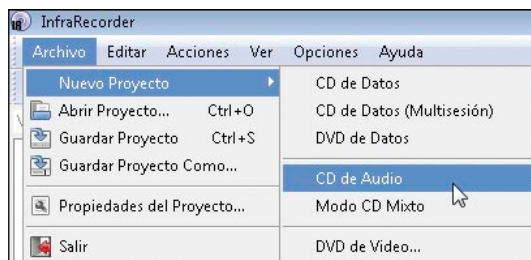 InfraRecorder
Archivo Editar Acciones Ver Opciones Ayuda
Nuevo Proyecto
Abrir Proyecto... Ctrl+O
Guardar Proyecto Ctrl+S
Guardar Proyecto Como...
Propiedades del Proyecto...
Salir
CD de Datos
CD de Datos (Multisesión)
DVD de Datos
CD de Audio
Modo CD Mixto
DVD de Video...